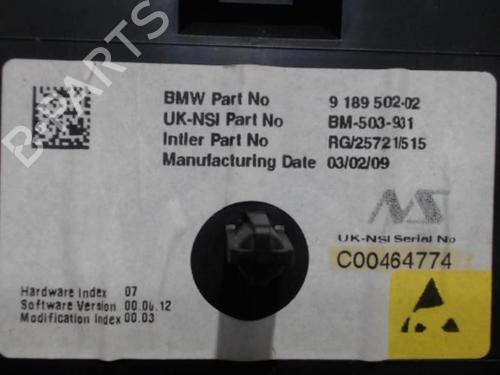 BMW Part No 9 189 502-02
UK-NSI Part No BM-503-931
Intler Part No RG/25721/515
Manufacturing Date 03/02/09
UK-NSI Serial No
C00464774
Hardware Index 07
Software Version 00.06.12
Modification Index 00.03
B-PARTS